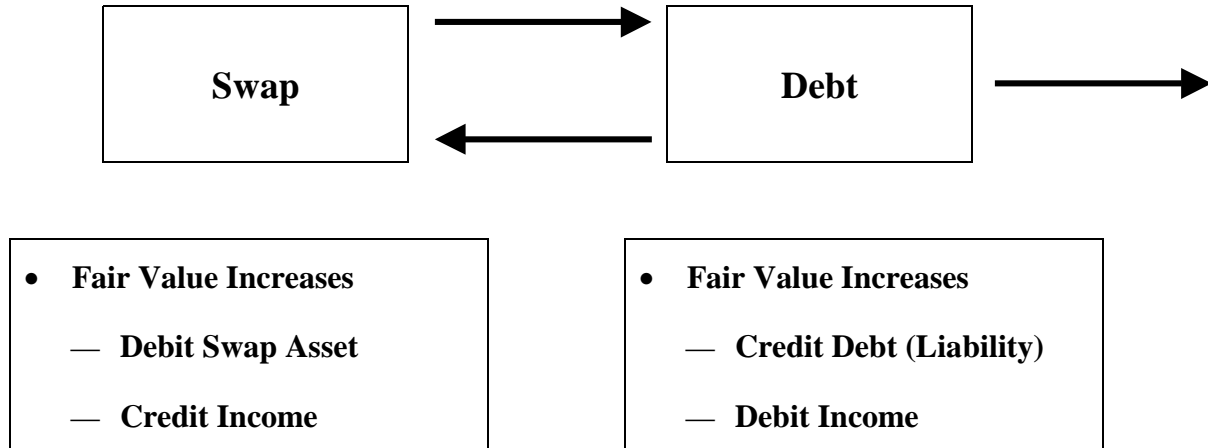 Swap
Debt
• Fair Value Increases
— Debit Swap Asset
— Credit Income
• Fair Value Increases
— Credit Debt (Liability)
— Debit Income